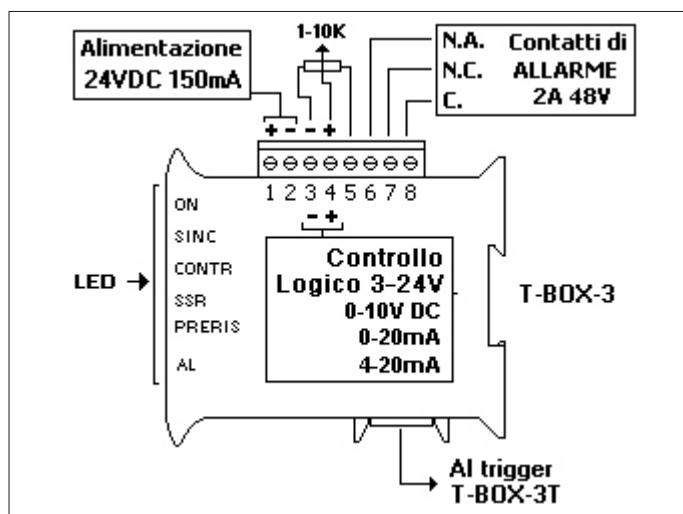 1-10K
Alimentazione
24VDC 150mA
N.A. Contatti di
N.C. ALLARME
C. 2A 48V
+ - - +
1 2 3 4 5 6 7 8
- +
ON
SINC
CONTR
SSR
PRERIS
AL
LED
Controllo
Logico 3-24V
0-10V DC
0-20mA
4-20mA
T-BOX-3
Al trigger
T-BOX-3T